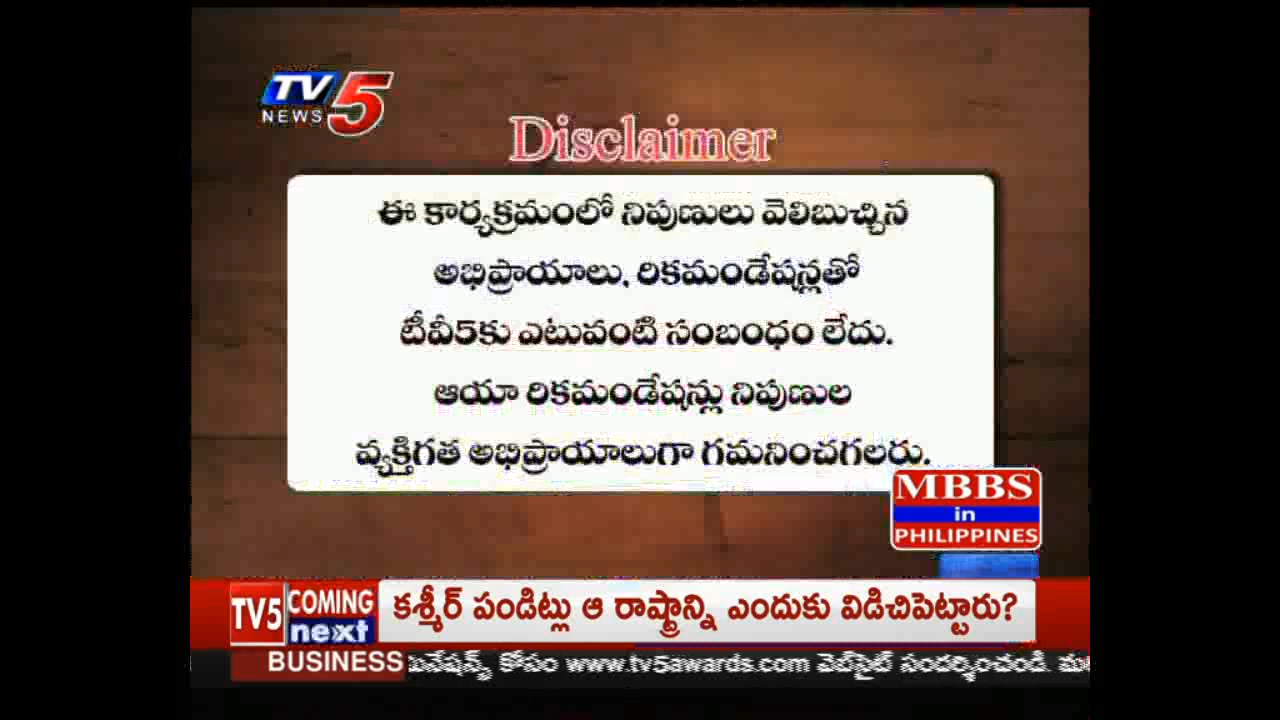 TV5
NEWS
Disclaimer
ఈ కార్యక్రమంలో నిపుణులు వెలిబుచ్చిన
అభిప్రాయాలు, రికమండేషన్లతో
టీవీ5కు ఎటువంటి సంబంధం లేదు.
ఆయా రికమండేషన్లు నిపుణుల
వ్యక్తిగత అభిప్రాయాలుగా గమనించగలరు.
MBBS
in
PHILIPPINES
TV5 COMING next
కశ్మీర్ పండిట్లు ఆ రాష్ట్రాన్ని ఎందుకు విడిచిపెట్టారు?
BUSINESS
కోసం www.tv5awards.com వెబ్‌సైట్ సందర్శించండి.